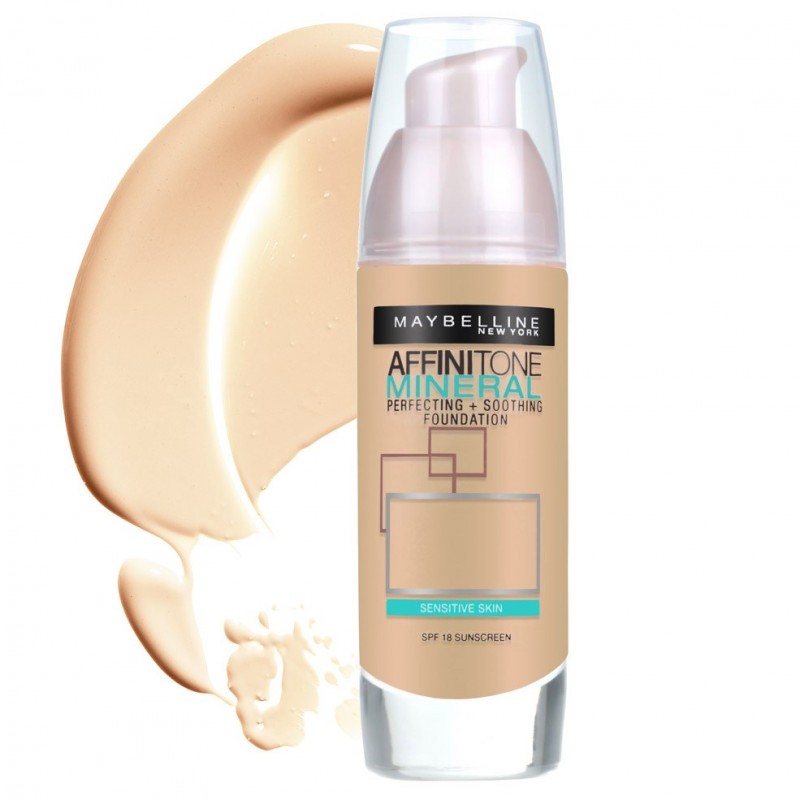 MAYBELLINE
NEW YORK
AFFINITONE
MINERAL
PERFECTING + SOOTHING
FOUNDATION
SENSITIVE SKIN
SPF 18 SUNSCREEN